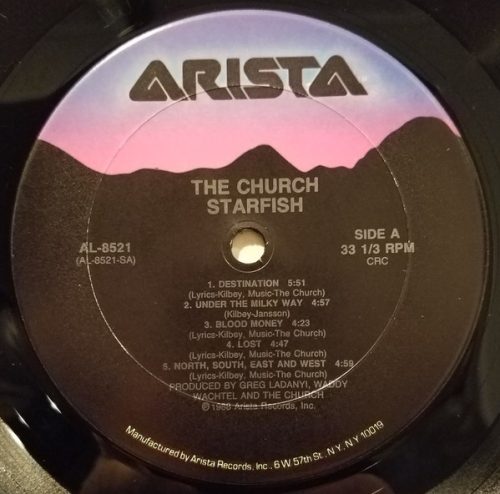 ARISTA
THE CHURCH
STARFISH
AL-8521
(AL-8521-SA)
SIDE A
33 1/3 RPM
CRC
1. DESTINATION 5:51
(Lyrics-Kilbey, Music-The Church)
2. UNDER THE MILKY WAY 4:57
(Kilbey-Jansson)
3. BLOOD MONEY 4:23
(Lyrics-Kilbey, Music-The Church)
4. LOST 4:47
(Lyrics-Kilbey, Music-The Church)
5. NORTH, SOUTH, EAST AND WEST 4:59
(Lyrics-Kilbey, Music-The Church)
PRODUCED BY GREG LADANYI, WADDY
WACHTEL AND THE CHURCH
© 1988 Arista Records, Inc.
Manufactured by Arista Records, Inc. 6 W 57th St., N.Y., N.Y. 10019